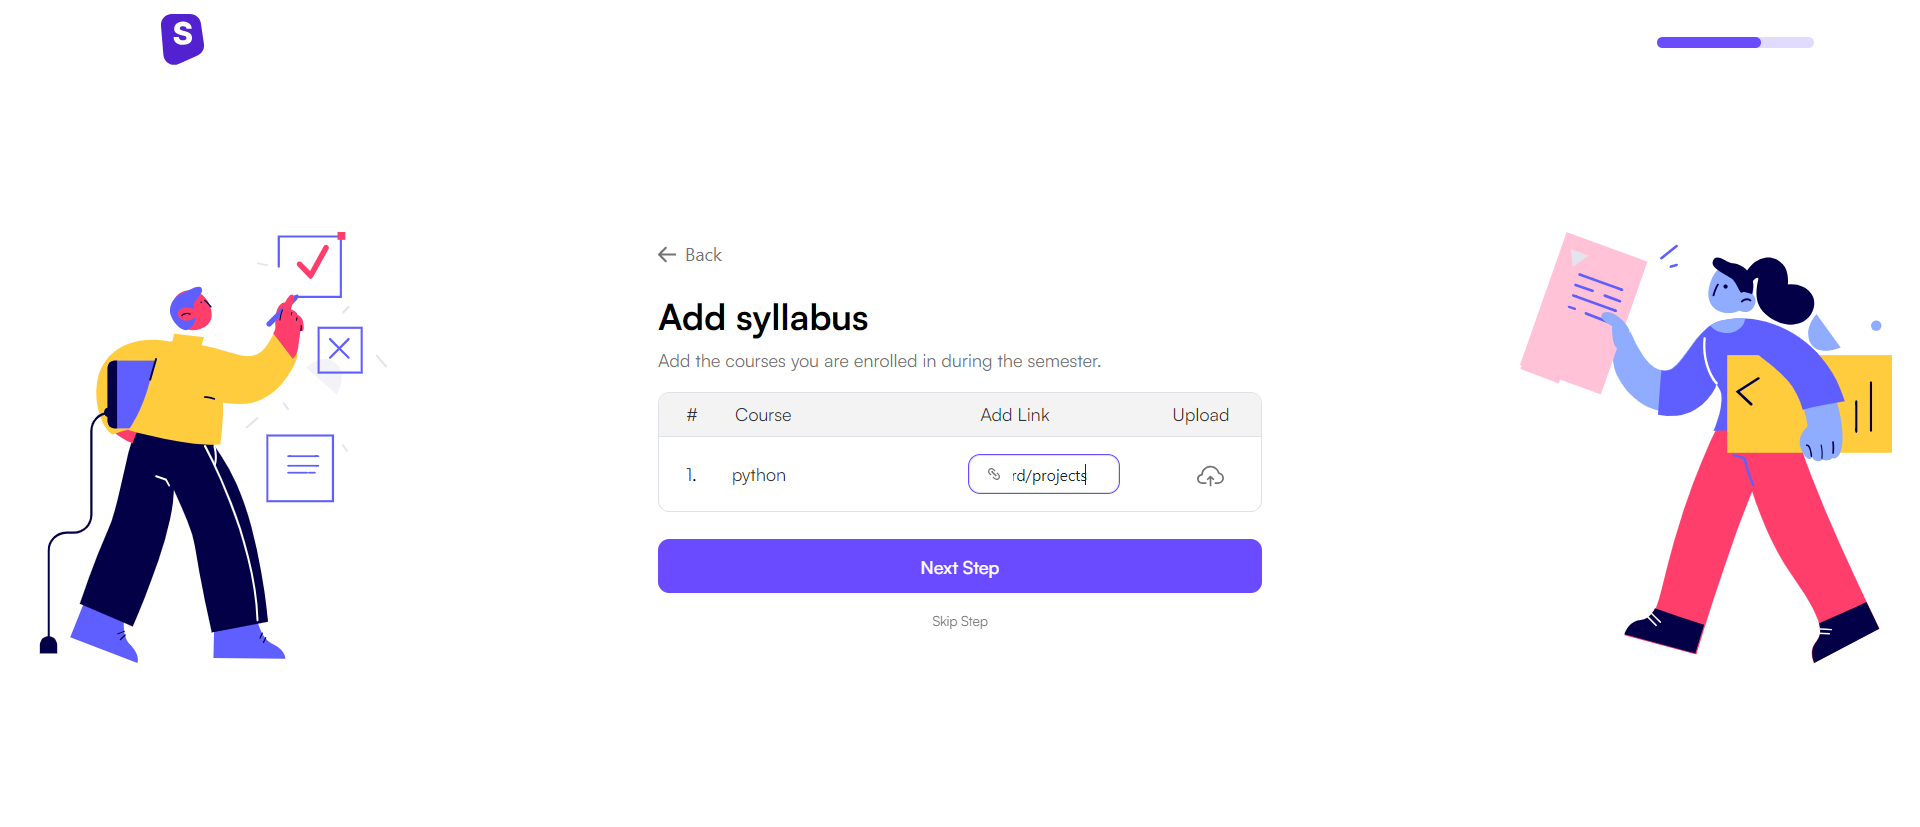 S
Back
Add syllabus
Add the courses you are enrolled in during the semester.
# Course Add Link Upload
1. python rd/projects
Next Step
Skip Step